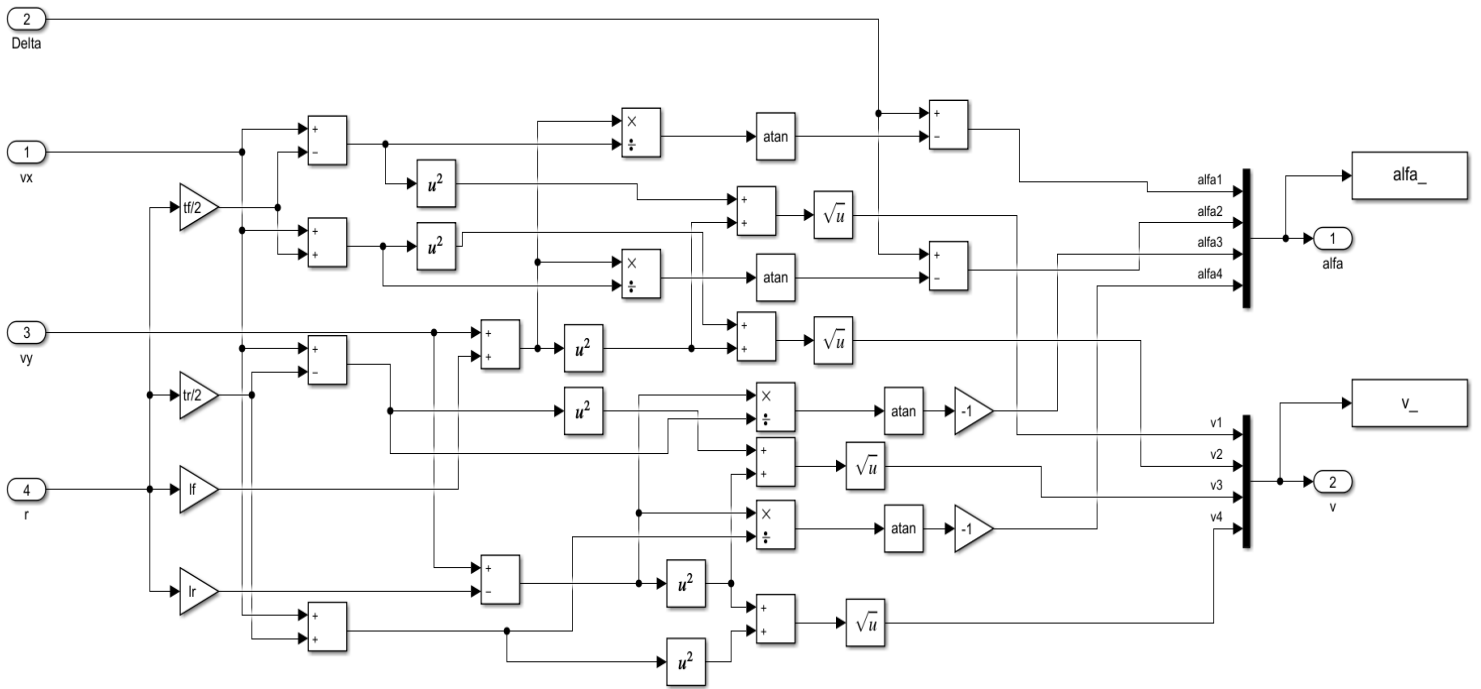 2
Delta
+
−
×
÷
atan
+
−
1
vx
u²
alfa1
alfa_
tf/2
+
+
√u
alfa2
+
+
u²
+
−
alfa3
1
alfa
×
÷
atan
alfa4
3
vy
+
+
u²
+
+
√u
+
−
tr/2
u²
×
÷
atan
-1
v_
v1
+
+
√u
v2
4
r
lf
v3
2
v
×
÷
atan
-1
v4
+
−
u²
lr
+
+
+
+
√u
u²